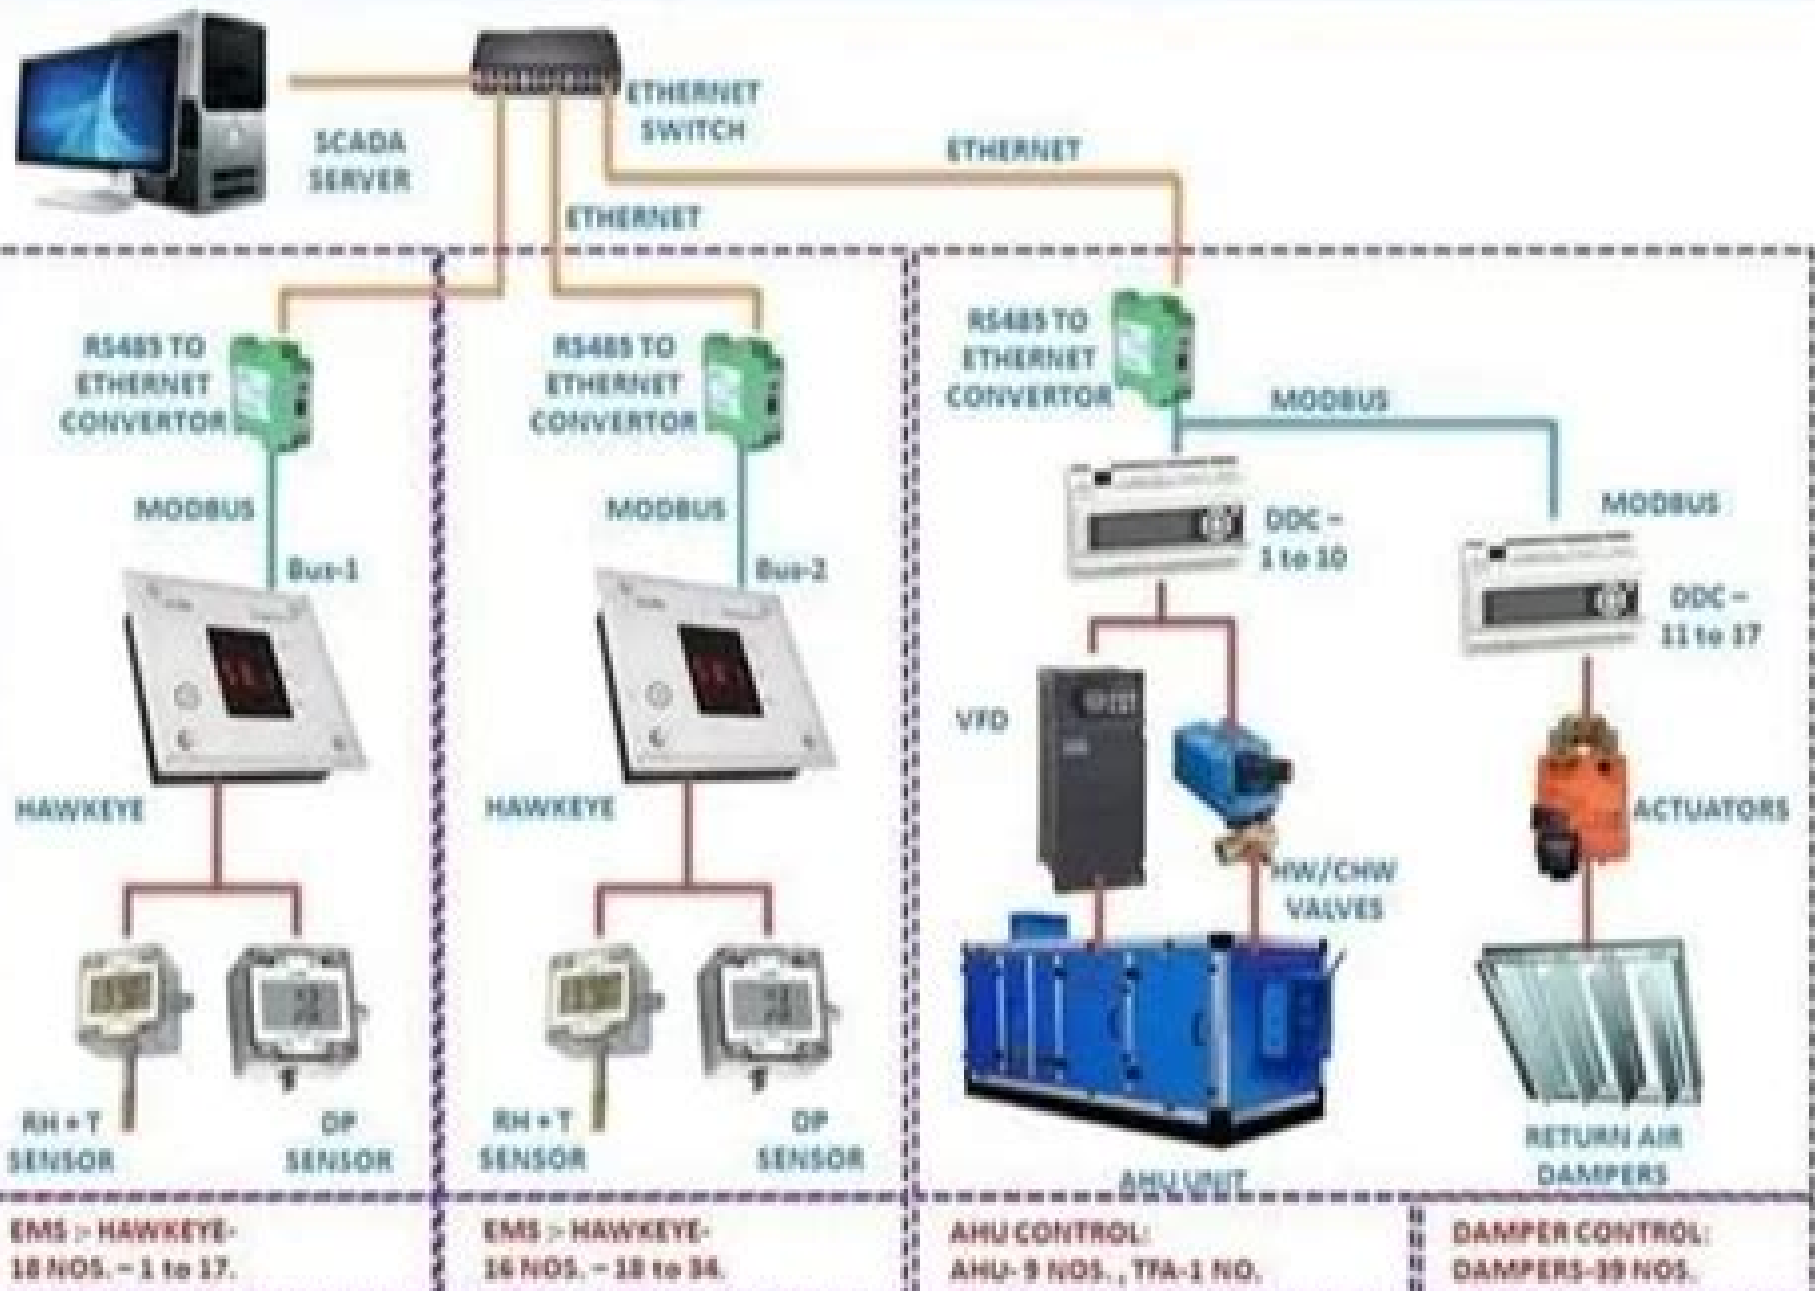 SCADA
SERVER
ETHERNET
SWITCH
ETHERNET
ETHERNET
RS485 TO
ETHERNET
CONVERTOR
MODBUS
Bus-1
HAWKEYE
RH + T
SENSOR
DP
SENSOR
RS485 TO
ETHERNET
CONVERTOR
MODBUS
Bus-2
HAWKEYE
RH + T
SENSOR
DP
SENSOR
RS485 TO
ETHERNET
CONVERTOR
MODBUS
MODBUS
DDC –
1 to 10
DDC –
11 to 17
VFD
HW/CHW
VALVES
ACTUATORS
AHU UNIT
RETURN AIR
DAMPERS
EMS :- HAWKEYE-
18 NOS. – 1 to 17.
EMS :- HAWKEYE-
16 NOS. – 18 to 34.
AHU CONTROL:
AHU- 9 NOS. , TFA-1 NO.
DAMPER CONTROL:
DAMPERS-39 NOS.